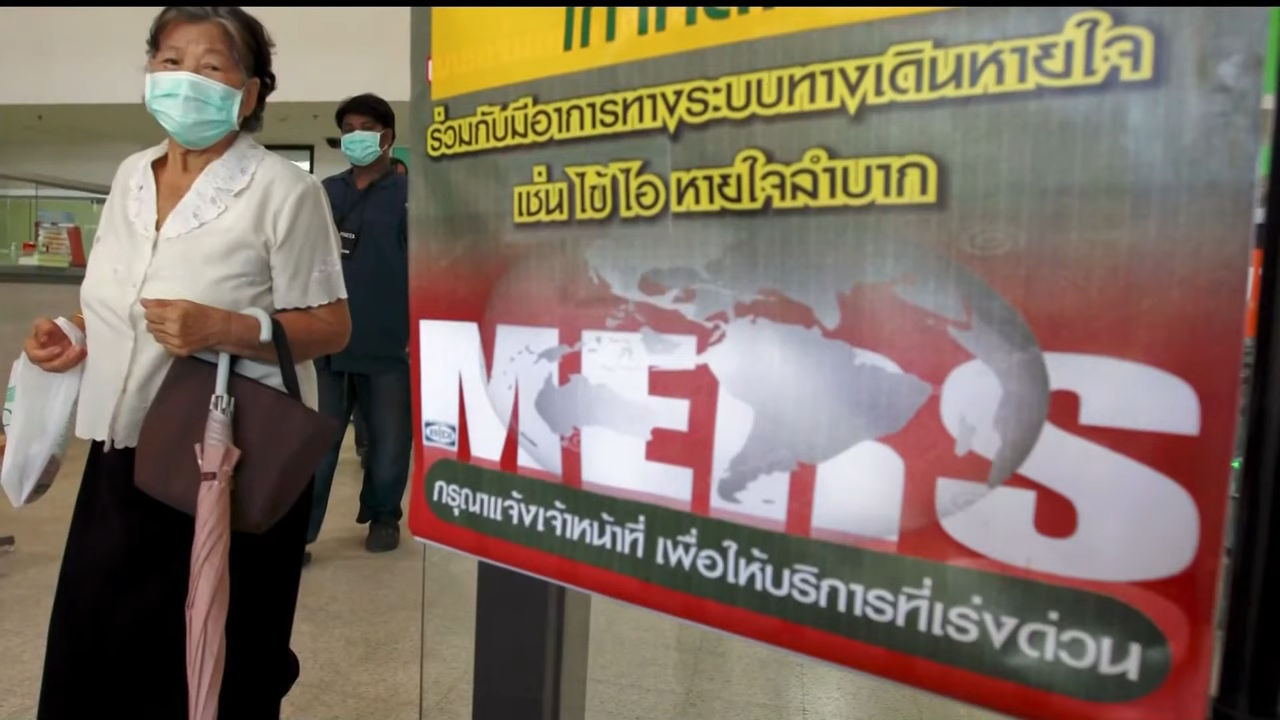 ร่วมกับมีอาการทางระบบทางเดินหายใจ
เช่น ไข้ ไอ หายใจลำบาก
MERS
กรุณาแจ้งเจ้าหน้าที่ เพื่อให้บริการที่เร่งด่วน